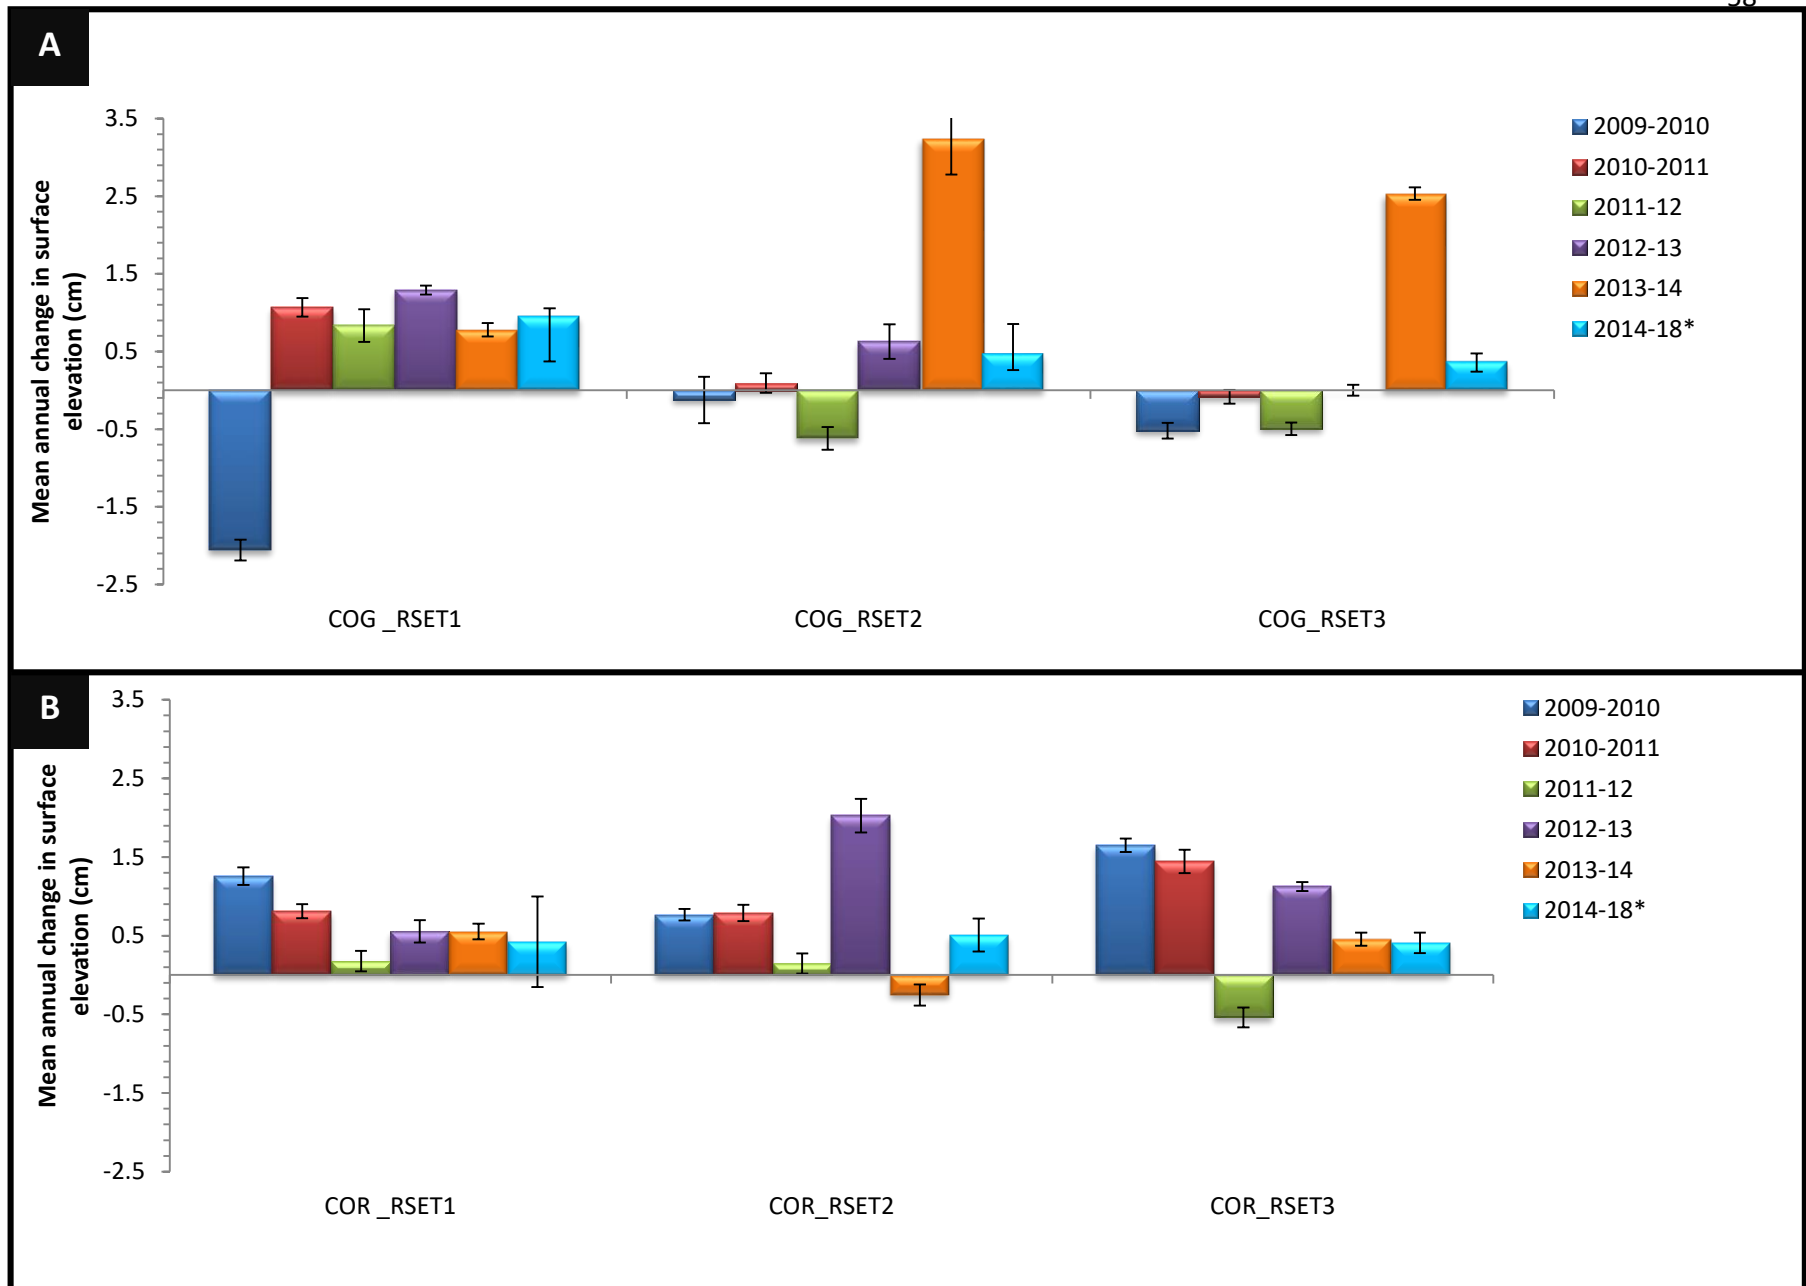 A
3.5
2.5
1.5
0.5
-0.5
-1.5
-2.5
Mean annual change in surface
elevation (cm)
COG _RSET1
COG_RSET2
COG_RSET3
2009-2010
2010-2011
2011-12
2012-13
2013-14
2014-18*
B
3.5
2.5
1.5
0.5
-0.5
-1.5
-2.5
Mean annual change in surface
elevation (cm)
COR _RSET1
COR_RSET2
COR_RSET3
2009-2010
2010-2011
2011-12
2012-13
2013-14
2014-18*